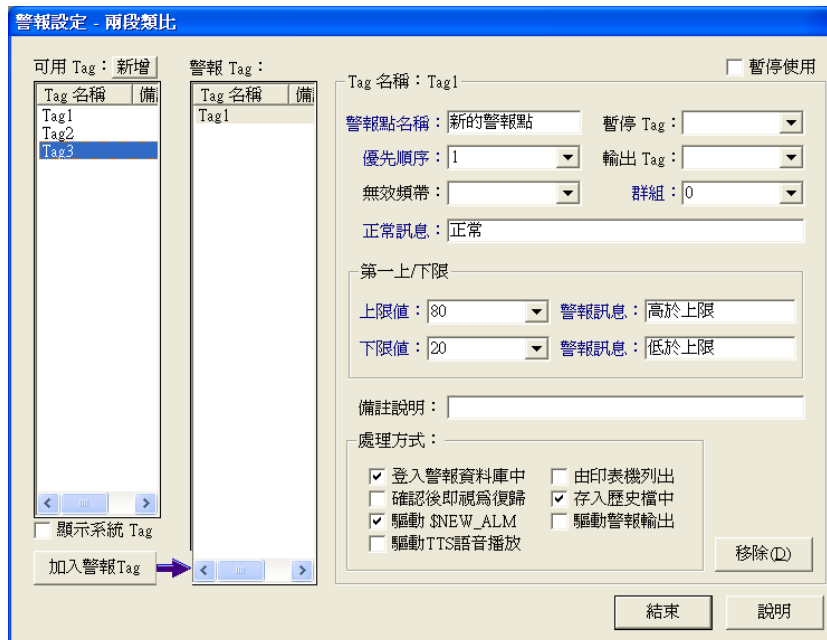 警報設定 - 兩段類比
可用 Tag： 新增
警報 Tag：
Tag 名稱 備
Tag1
Tag2
Tag3
Tag 名稱 備
Tag1
顯示系統 Tag
加入警報Tag
暫停使用
Tag 名稱：Tag1
警報點名稱：新的警報點 暫停 Tag：
優先順序：1 輸出 Tag：
無效頻帶： 群組：0
正常訊息：正常
第一上/下限
上限值：80 警報訊息：高於上限
下限值：20 警報訊息：低於上限
備註說明：
處理方式：
登入警報資料庫中 由印表機列出
確認後即視為復歸 存入歷史檔中
驅動 $NEW_ALM 驅動警報輸出
驅動TTS語音播放
移除(D)
結束 說明